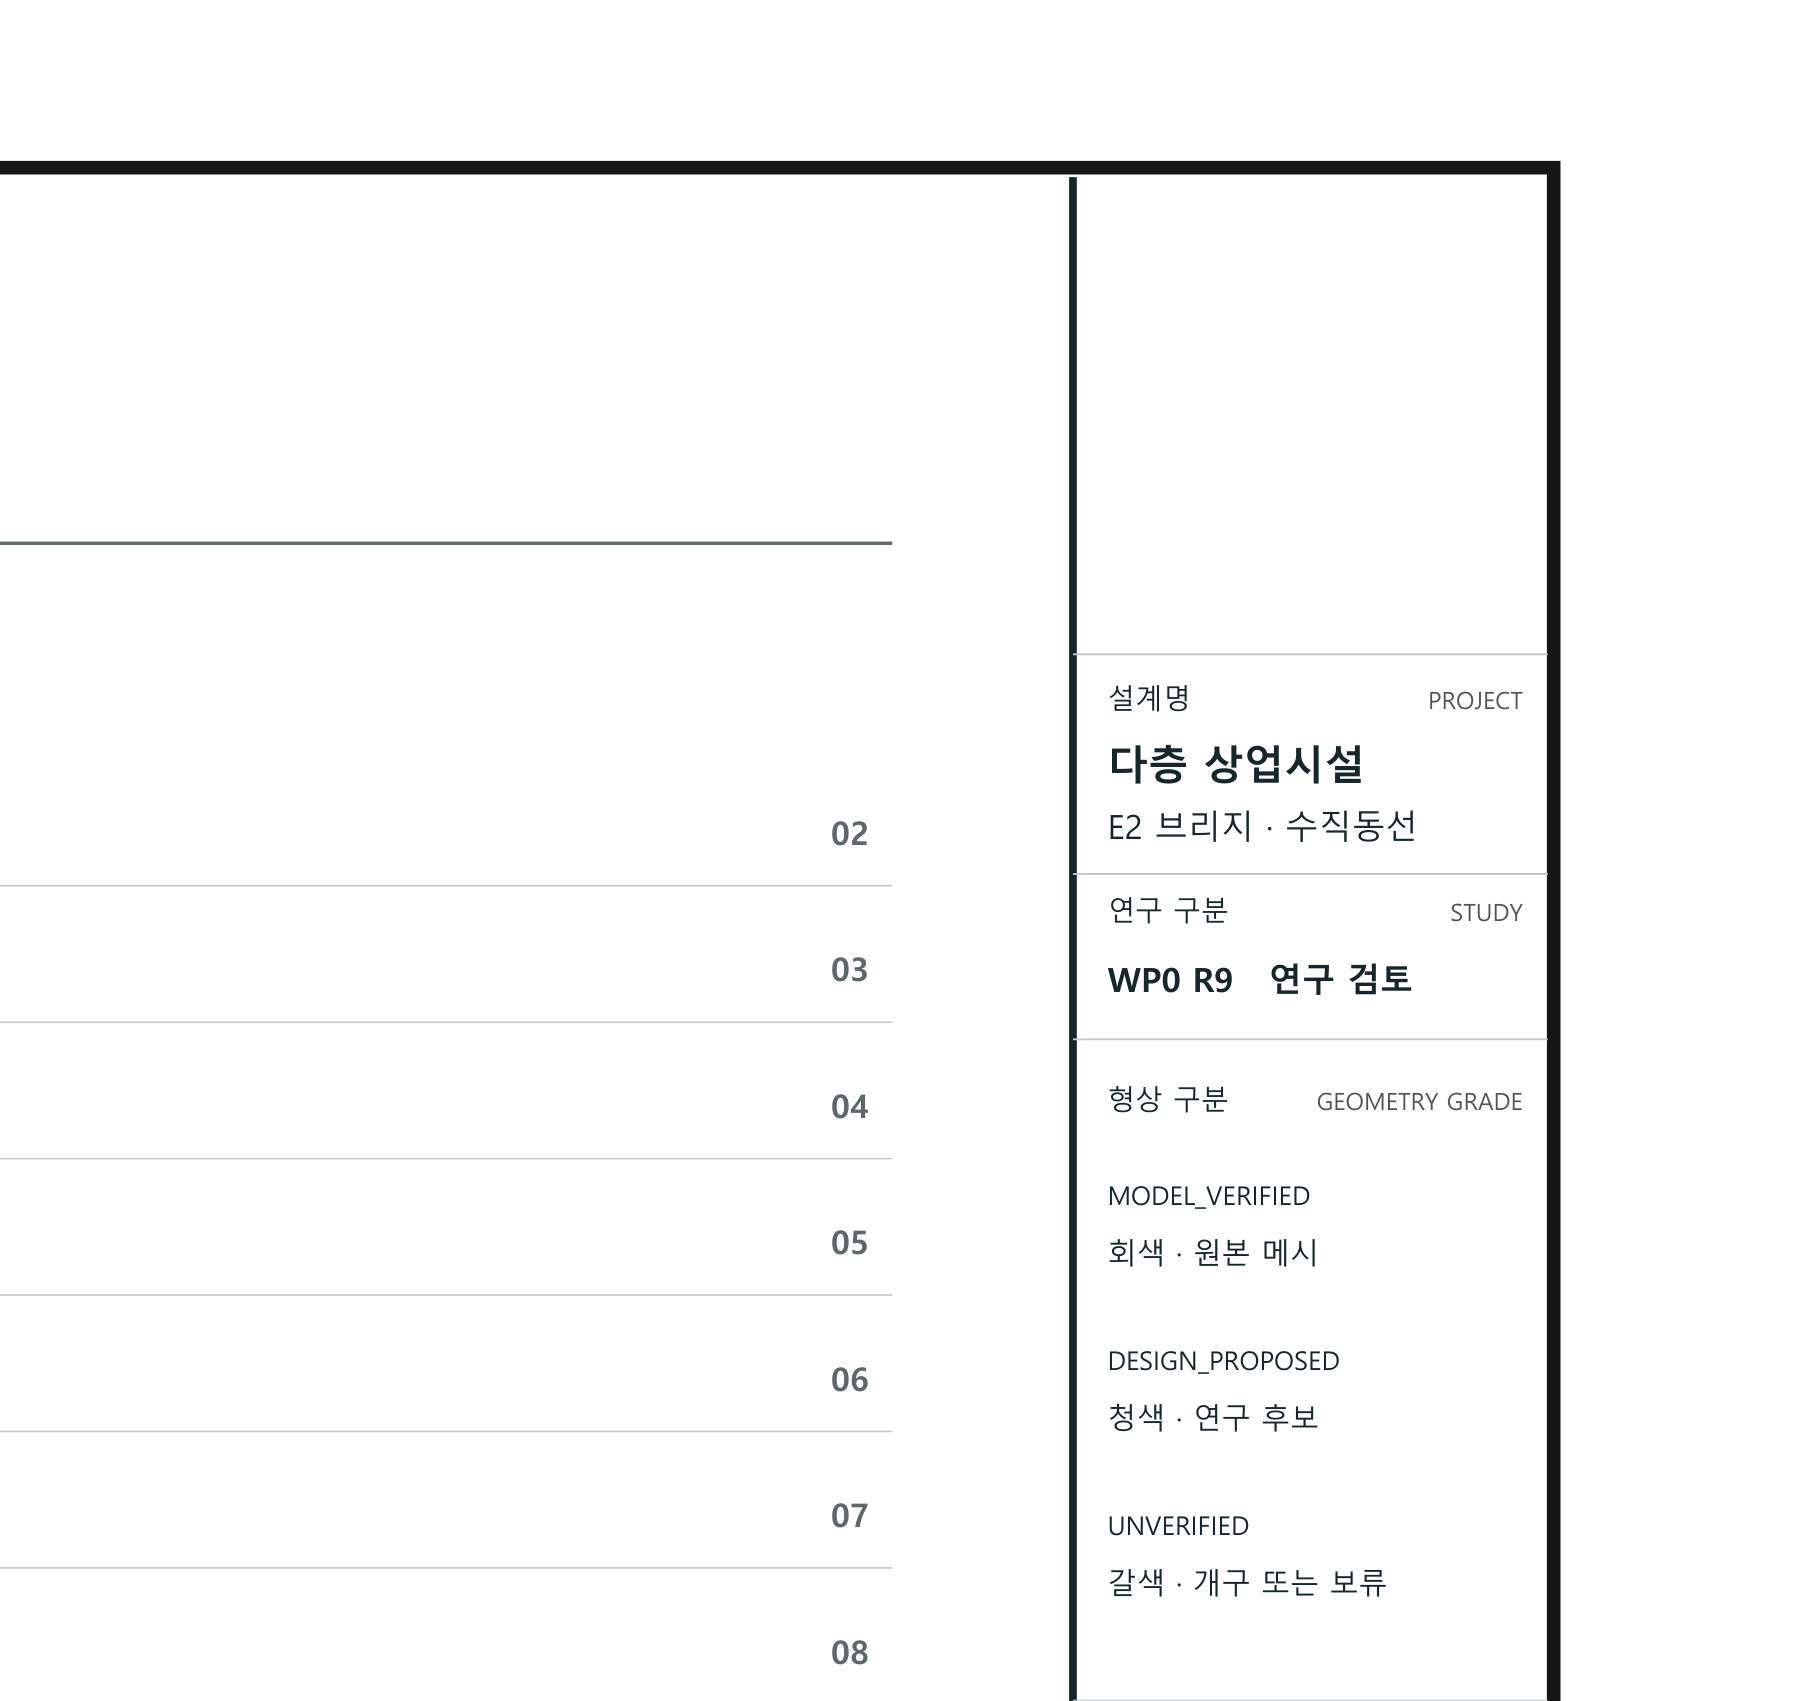 02
03
04
05
06
07
08
설계명 PROJECT
다층 상업시설
E2 브리지 · 수직동선
연구 구분 STUDY
WP0 R9 연구 검토
형상 구분 GEOMETRY GRADE
MODEL_VERIFIED
회색 · 원본 메시
DESIGN_PROPOSED
청색 · 연구 후보
UNVERIFIED
갈색 · 개구 또는 보류